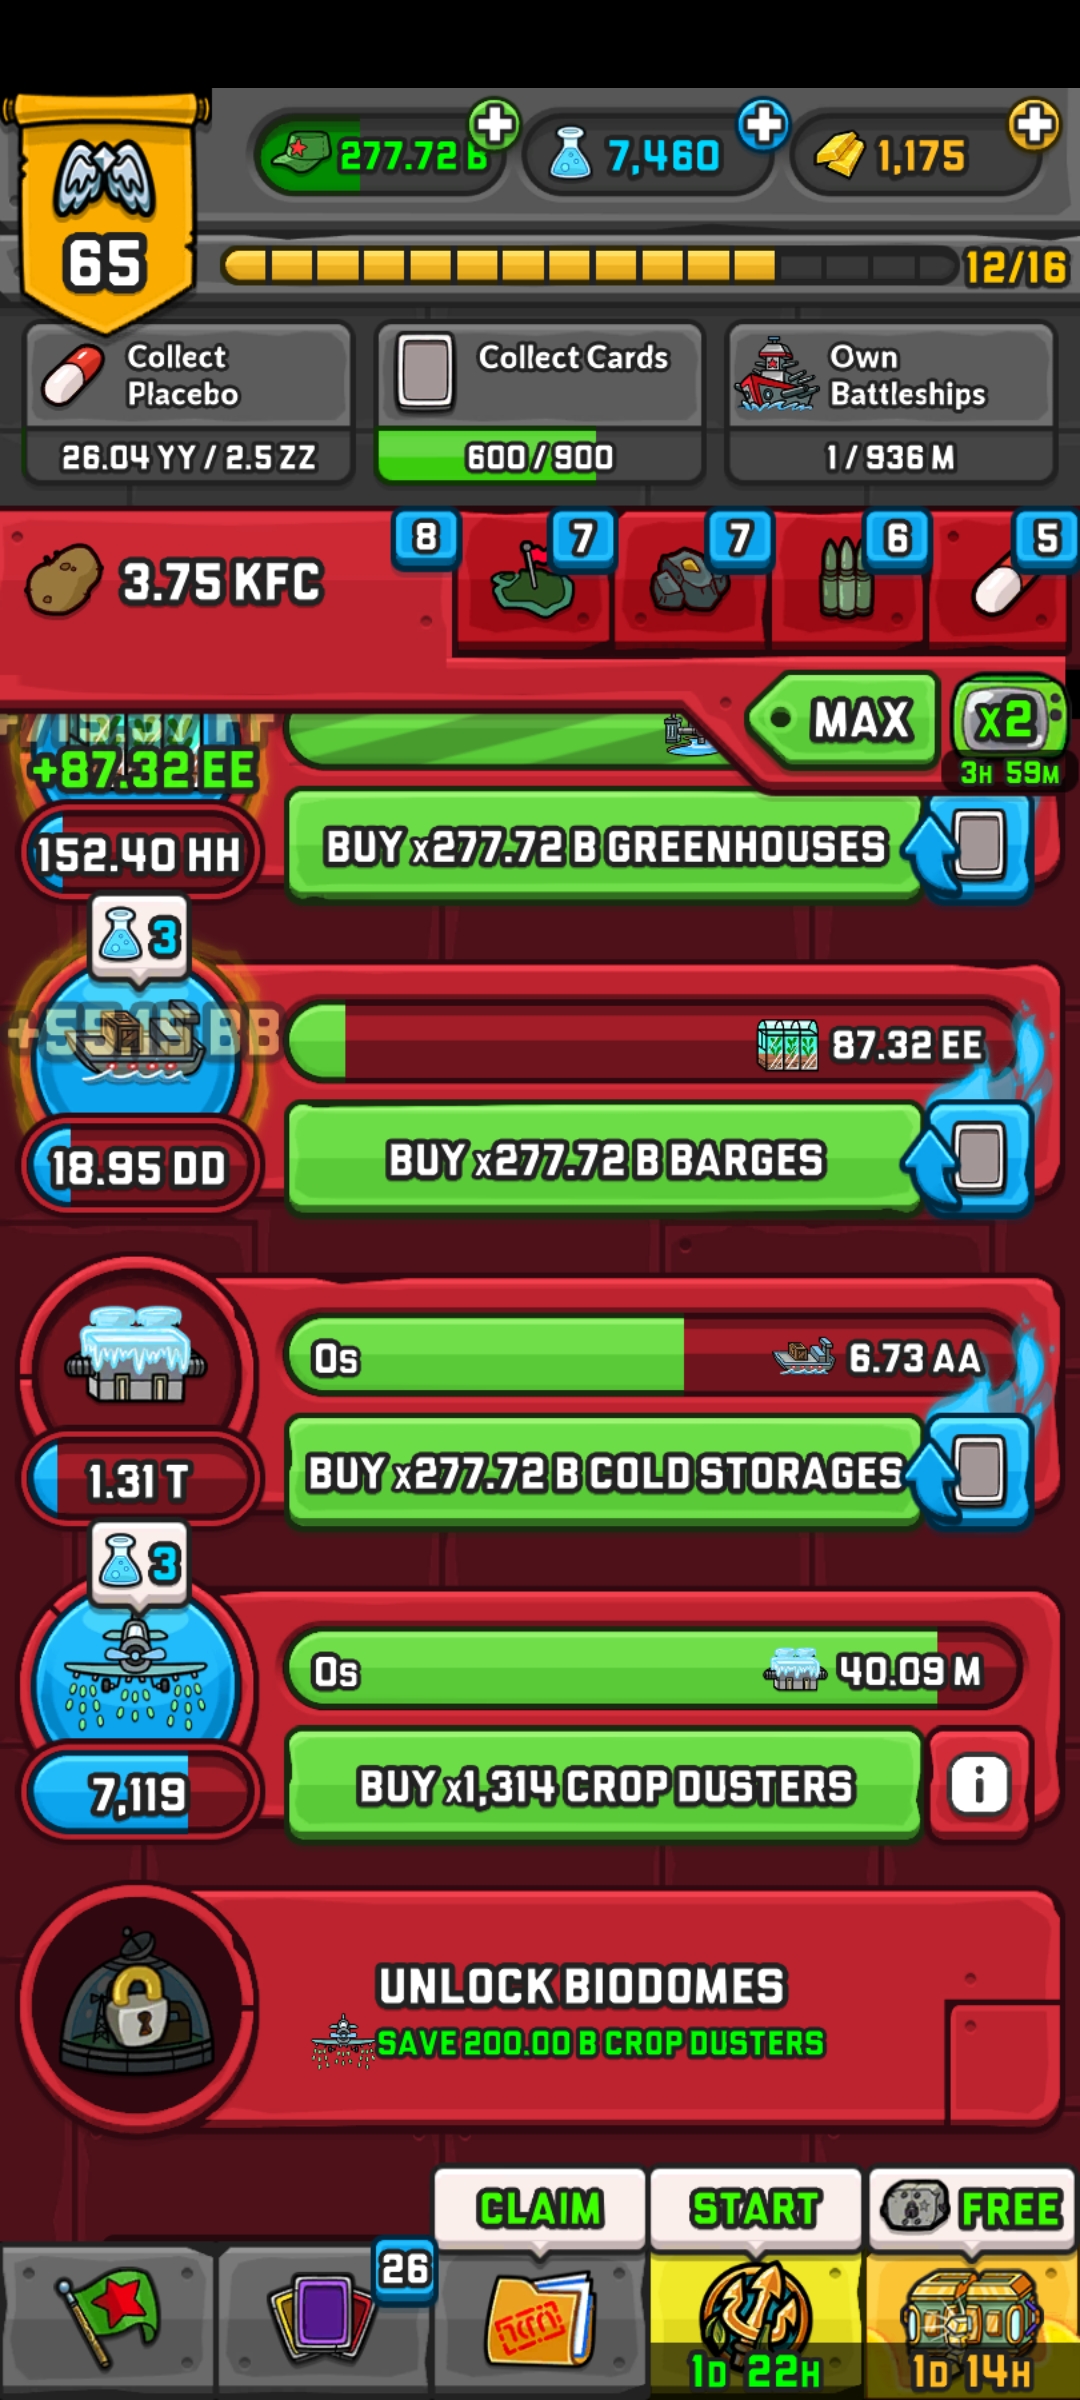 277.72 B
7,460
1,175
65
12/16
Collect
Placebo
26.04 YY / 2.5 ZZ
Collect Cards
600 / 900
Own
Battleships
1 / 936 M
3.75 KFC
8
7
7
6
5
MAX
x2
3H 59M
+87.32 EE
152.40 HH
BUY x277.72 B GREENHOUSES
3
+55.15 BB
87.32 EE
18.95 DD
BUY x277.72 B BARGES
0s
6.73 AA
1.31 T
BUY x277.72 B COLD STORAGES
3
0s
40.09 M
7,119
BUY x1,314 CROP DUSTERS
i
UNLOCK BIODOMES
SAVE 200.00 B CROP DUSTERS
CLAIM
START
FREE
26
1D 22H
1D 14H